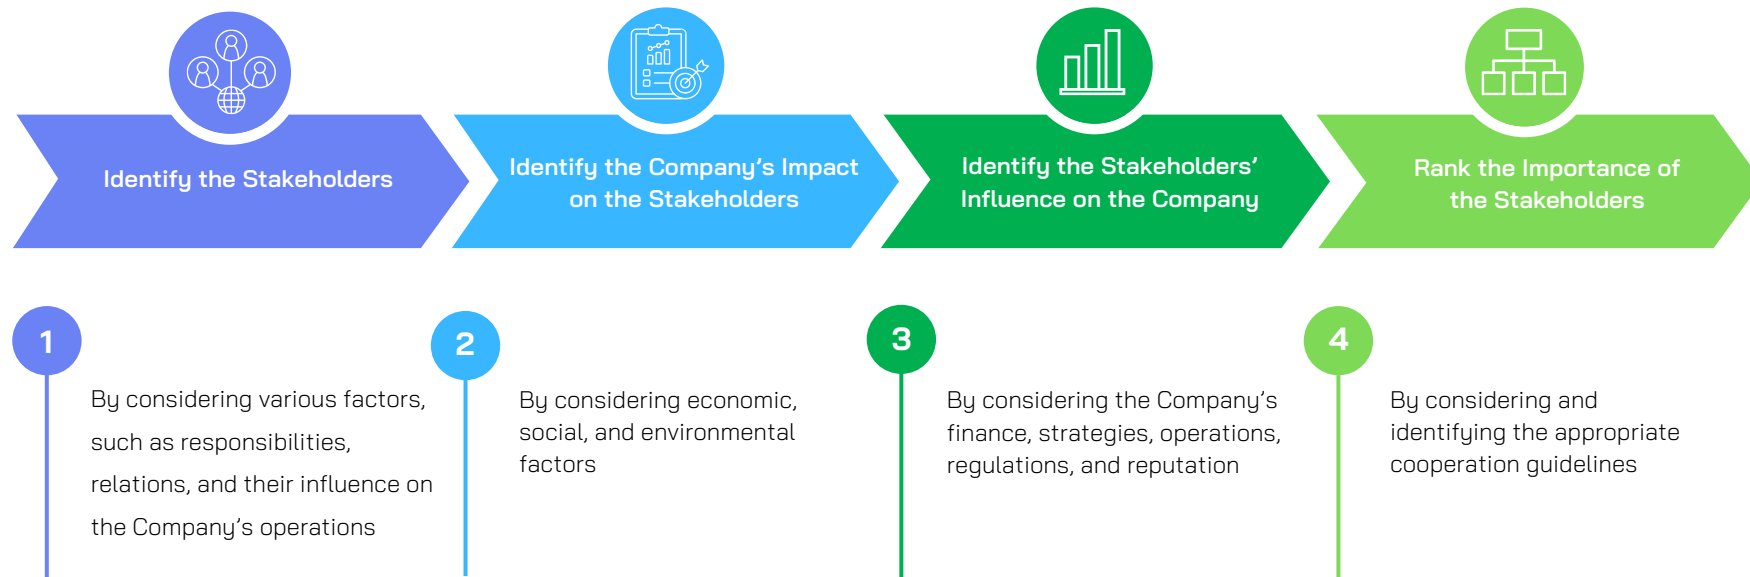 Identify the Stakeholders
Identify the Company's Impact
on the Stakeholders
Identify the Stakeholders'
Influence on the Company
Rank the Importance of
the Stakeholders
1
By considering various factors,
such as responsibilities,
relations, and their influence on
the Company's operations
2
By considering economic,
social, and environmental
factors
3
By considering the Company's
finance, strategies, operations,
regulations, and reputation
4
By considering and
identifying the appropriate
cooperation guidelines